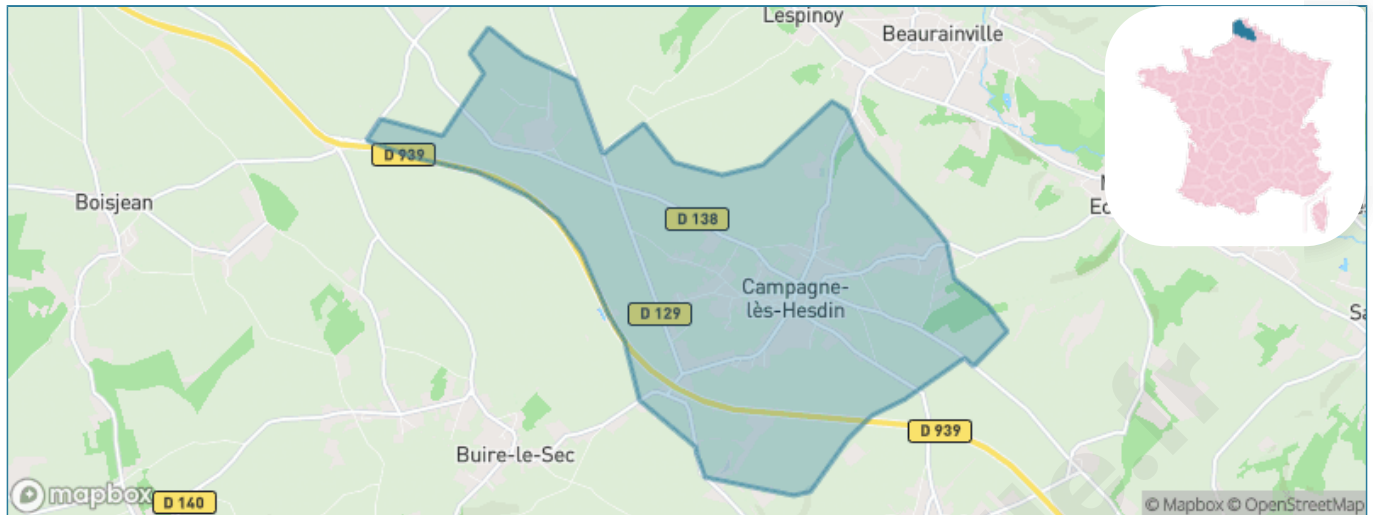 Lespinoy
Beaurainville
D 939
Boisjean
D 138
Campagne-
lès-Hesdin
D 129
D 939
Buire-le-Sec
mapbox
D 140
© Mapbox © OpenStreetMap